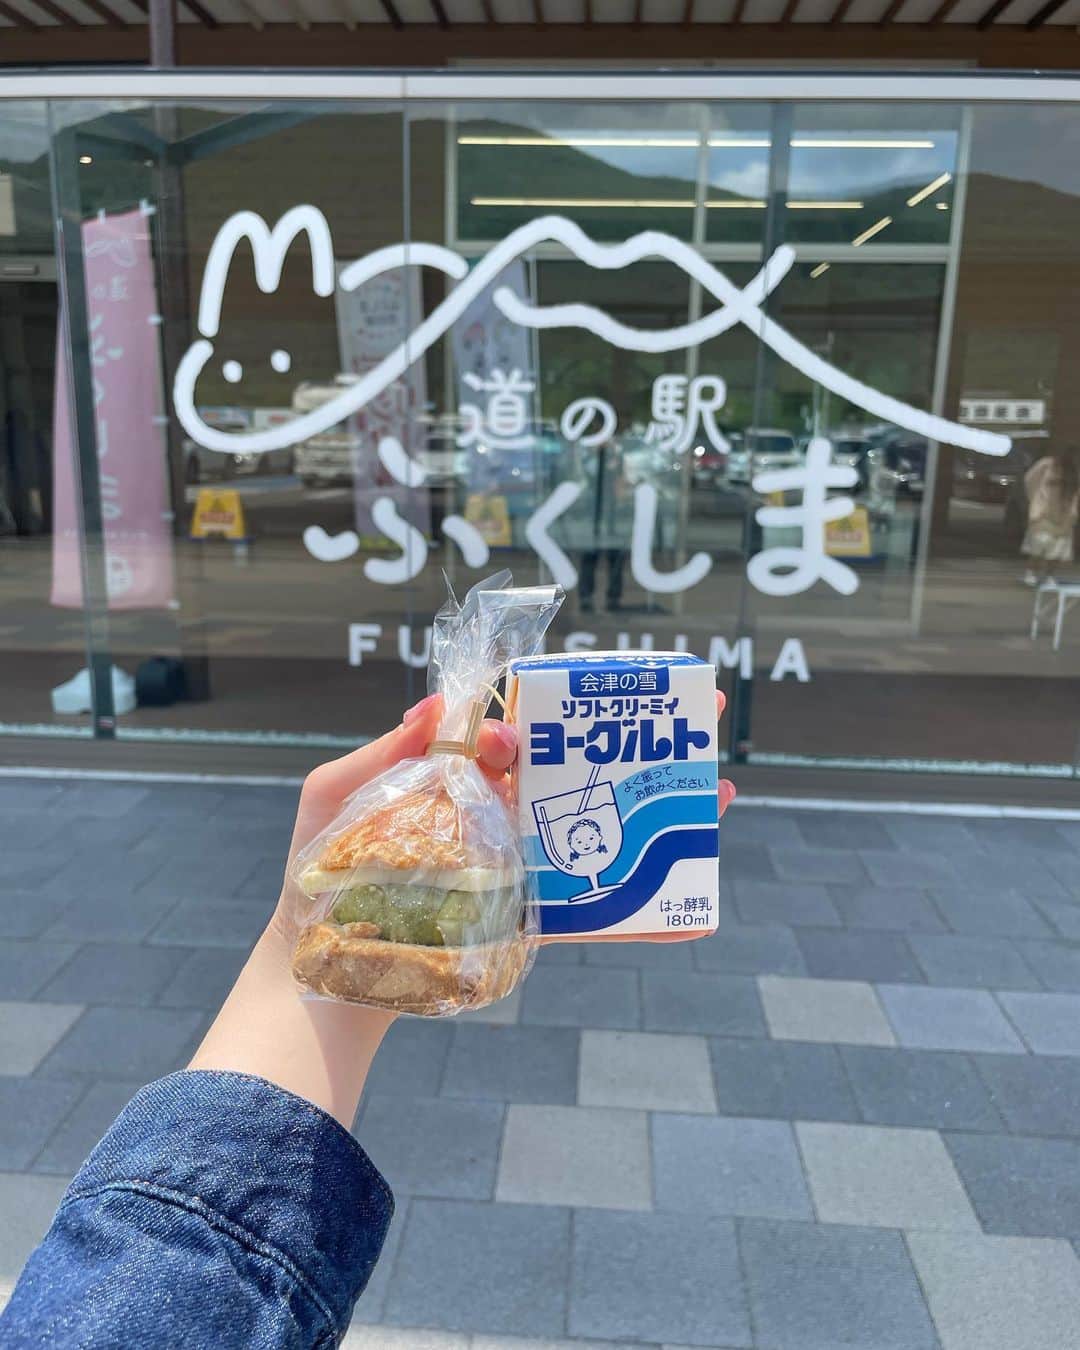 道の駅
ふくしま
FUKUSHIMA
会津の雪
ソフトクリーミィ
ヨーグルト
よく振って
お飲みください
はっ酵乳
180ml